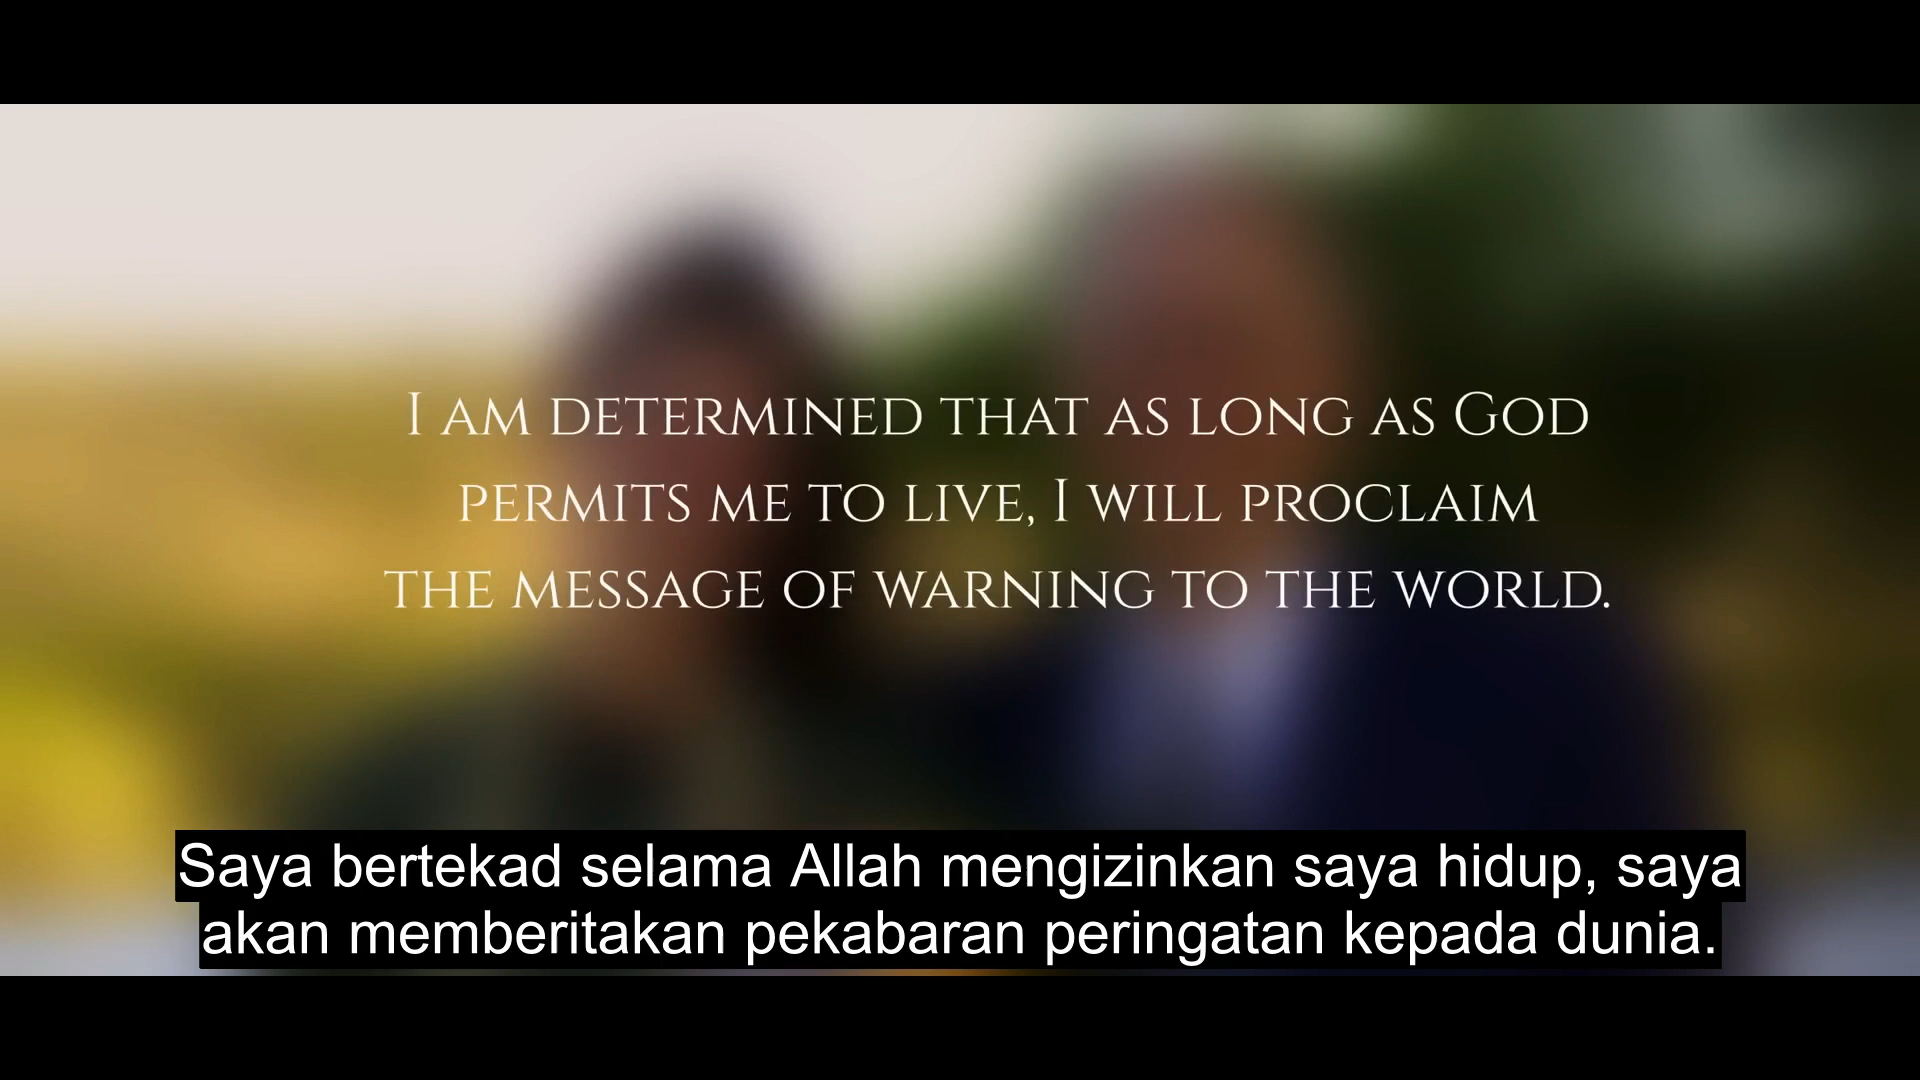 I am determined that as long as God
permits me to live, I will proclaim
the message of warning to the world.
Saya bertekad selama Allah mengizinkan saya hidup, saya
akan memberitakan pekabaran peringatan kepada dunia.